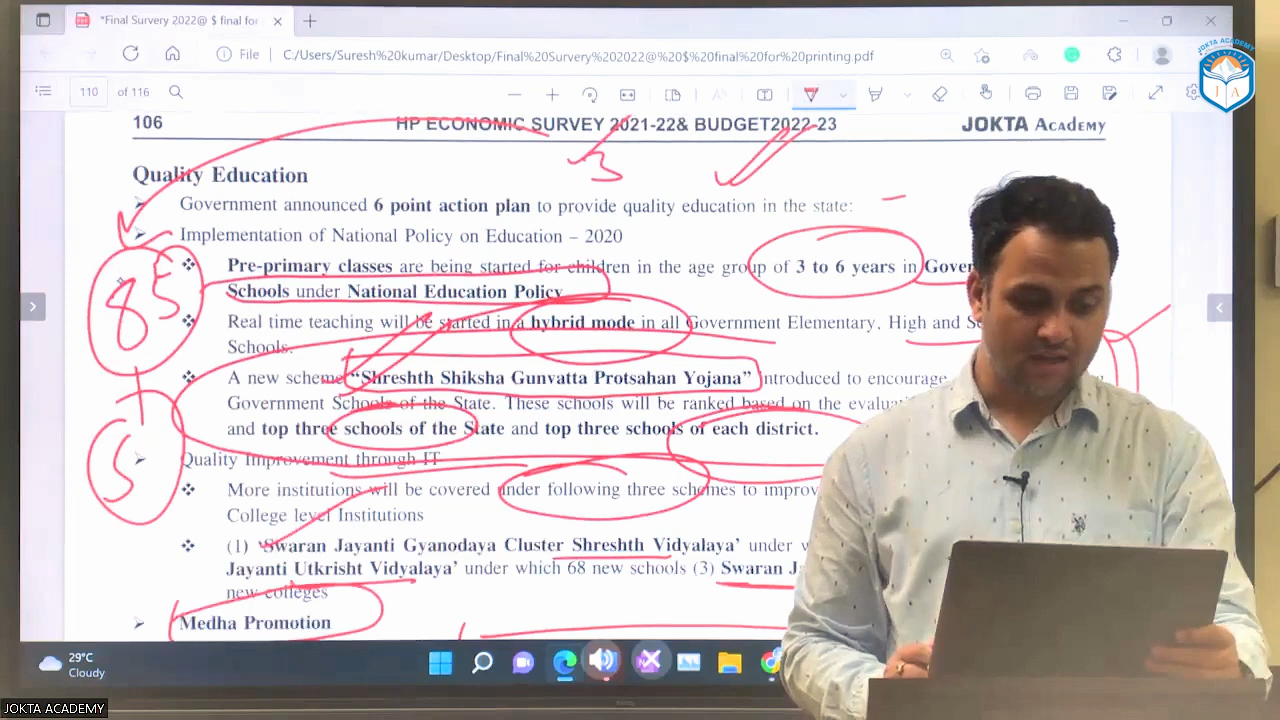 *Final Survery 2022@ $ final for
JOKTA ACADEMY
J A
File
C:/Users/Suresh%20kumar/Desktop/Final%20Survery%202022@%20$%20final%20for%20printing.pdf
110 of 116
106 HP ECONOMIC SURVEY 2021-22& BUDGET2022-23 JOKTA ACADEMY
3
Quality Education
Government announced 6 point action plan to provide quality education in the state:
Implementation of National Policy on Education – 2020
Pre-primary classes are being started for children in the age group of 3 to 6 years in
Schools under National Education Policy
85
Real time teaching will be started in a hybrid mode in all Government Elementary, High and
Schools.
A new scheme "Shreshth Shiksha Gunvatta Protsahan Yojana" introduced to encourage
Government Schools of the State. These schools will be ranked based on the
and top three schools of the State and top three schools of each district.
+
5
Quality Improvement through IT
More institutions will be covered under following three schemes to
College level Institutions
(1) 'Swaran Jayanti Gyanodaya Cluster Shreshth Vidyalaya' under
Jayanti Utkrisht Vidyalaya' under which 68 new schools (3) Swaran
new colleges
Medha Promotion
29°C
Cloudy
JOKTA ACADEMY